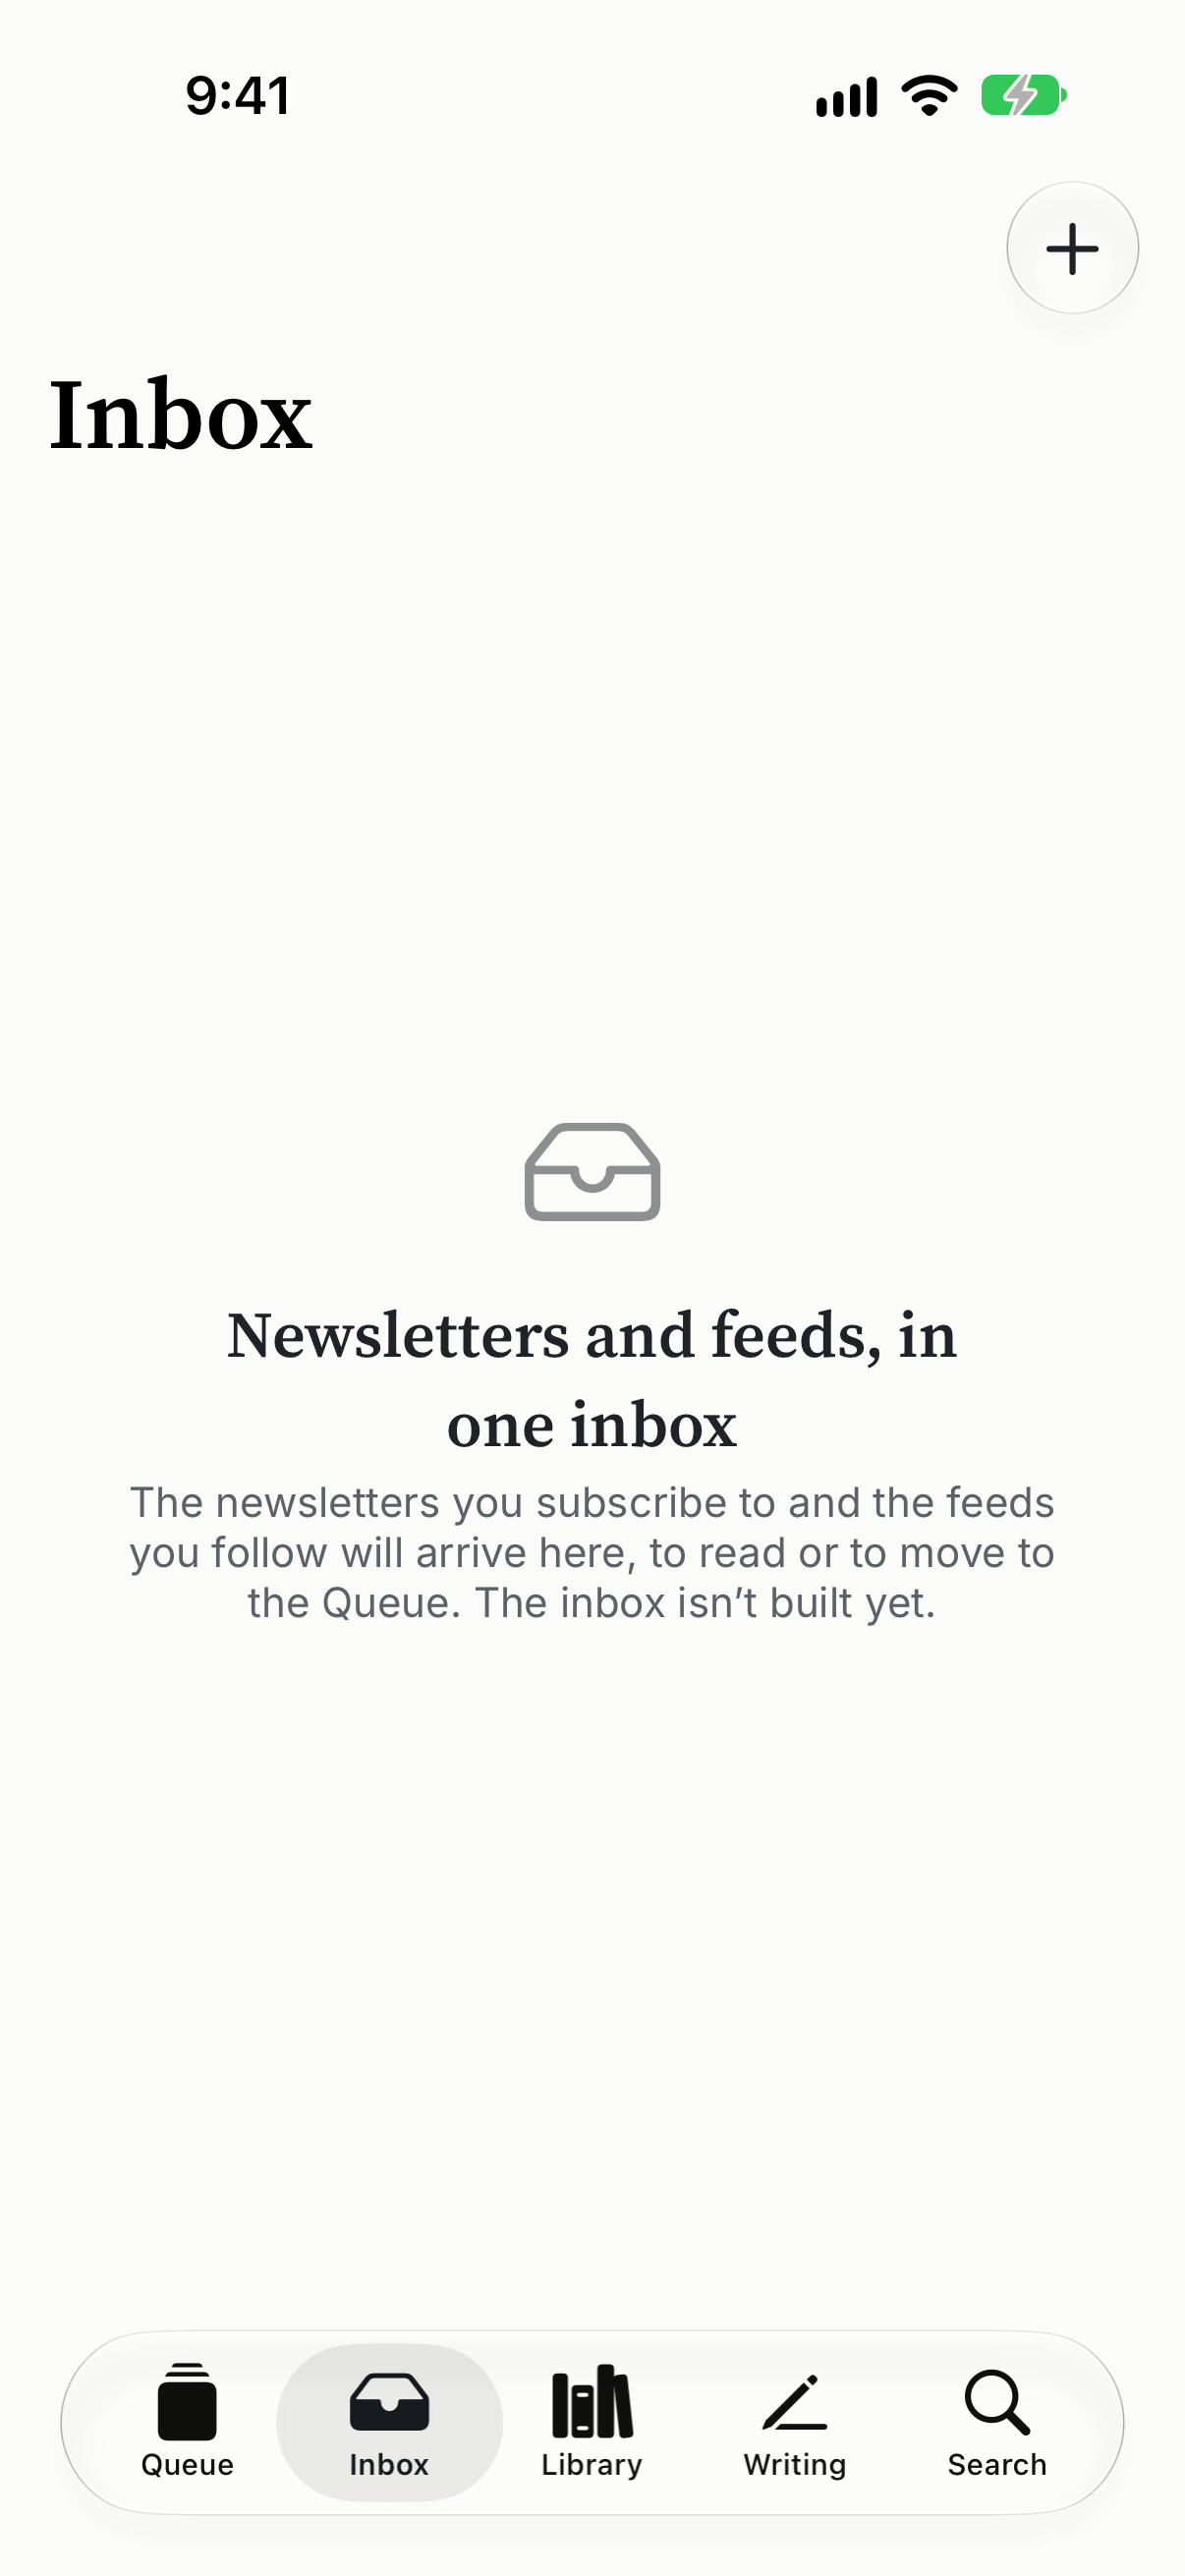 9:41
Inbox
Newsletters and feeds, in
one inbox
The newsletters you subscribe to and the feeds
you follow will arrive here, to read or to move to
the Queue. The inbox isn’t built yet.
Queue Inbox Library Writing Search